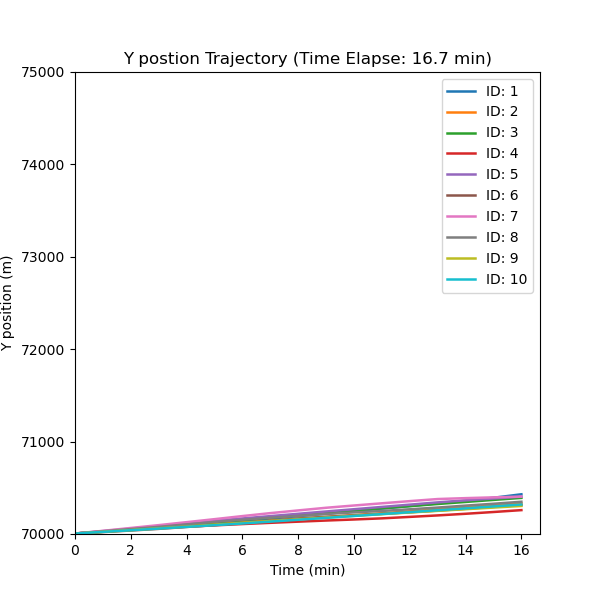 Y postion Trajectory (Time Elapse: 16.7 min)
75000
74000
73000
72000
71000
70000
Y position (m)
ID: 1
ID: 2
ID: 3
ID: 4
ID: 5
ID: 6
ID: 7
ID: 8
ID: 9
ID: 10
0 2 4 6 8 10 12 14 16
Time (min)